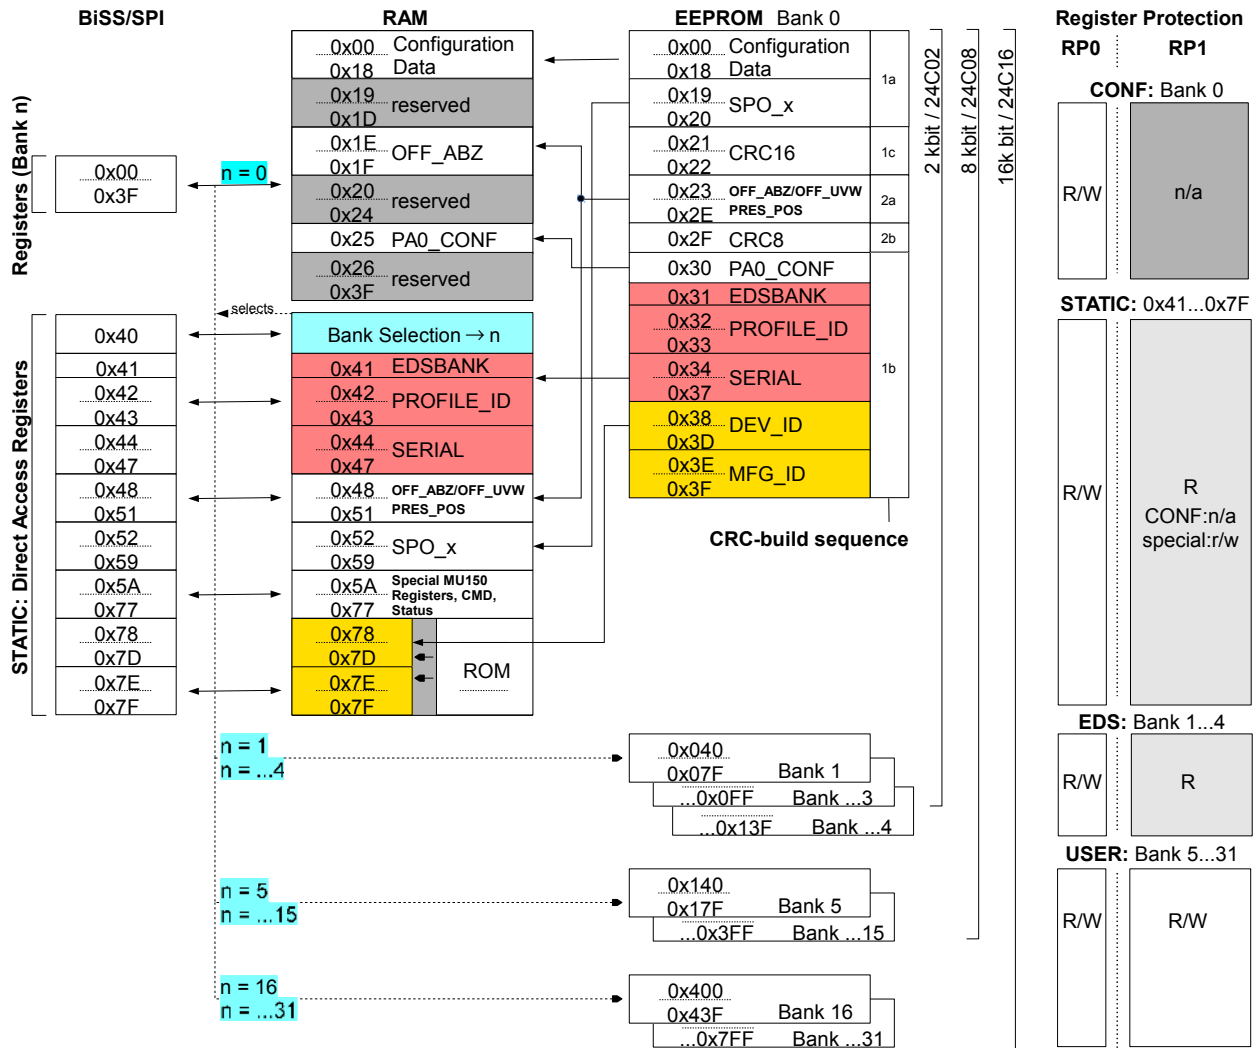 BiSS/SPI
RAM
EEPROM Bank 0
Register Protection
RP0
RP1
Registers (Bank n)
0x00
0x3F
n = 0
selects
STATIC: Direct Access Registers
0x40
0x41
0x42
0x43
0x44
0x47
0x48
0x51
0x52
0x59
0x5A
0x77
0x78
0x7D
0x7E
0x7F
0x00 Configuration
0x18 Data
0x19
0x1D
reserved
0x1E
0x1F
OFF_ABZ
0x20
0x24
reserved
0x25 PA0_CONF
0x26
0x3F
reserved
Bank Selection → n
0x41 EDSBANK
0x42
0x43
PROFILE_ID
0x44
0x47
SERIAL
0x48 OFF_ABZ/OFF_UVW
0x51 PRES_POS
0x52
0x59
SPO_x
0x5A Special MU150
Registers, CMD,
0x77 Status
0x78
0x7D
0x7E
0x7F
ROM
0x00 Configuration
0x18 Data
0x19
0x20
SPO_x
1a
0x21
0x22
CRC16
1c
0x23 OFF_ABZ/OFF_UVW
0x2E PRES_POS
2a
0x2F CRC8
2b
0x30 PA0_CONF
0x31 EDSBANK
0x32
0x33
PROFILE_ID
0x34
0x37
SERIAL
1b
0x38
0x3D
DEV_ID
0x3E
0x3F
MFG_ID
CRC-build sequence
2 kbit / 24C02
8 kbit / 24C08
16k bit / 24C16
n = 1
n = ...4
0x040
0x07F Bank 1
...0x0FF Bank ...3
...0x13F Bank ...4
n = 5
n = ...15
0x140
0x17F Bank 5
...0x3FF Bank ...15
n = 16
n = ...31
0x400
0x43F Bank 16
...0x7FF Bank ...31
CONF: Bank 0
R/W
n/a
STATIC: 0x41...0x7F
R/W
R
CONF:n/a
special:r/w
EDS: Bank 1...4
R/W
R
USER: Bank 5...31
R/W
R/W